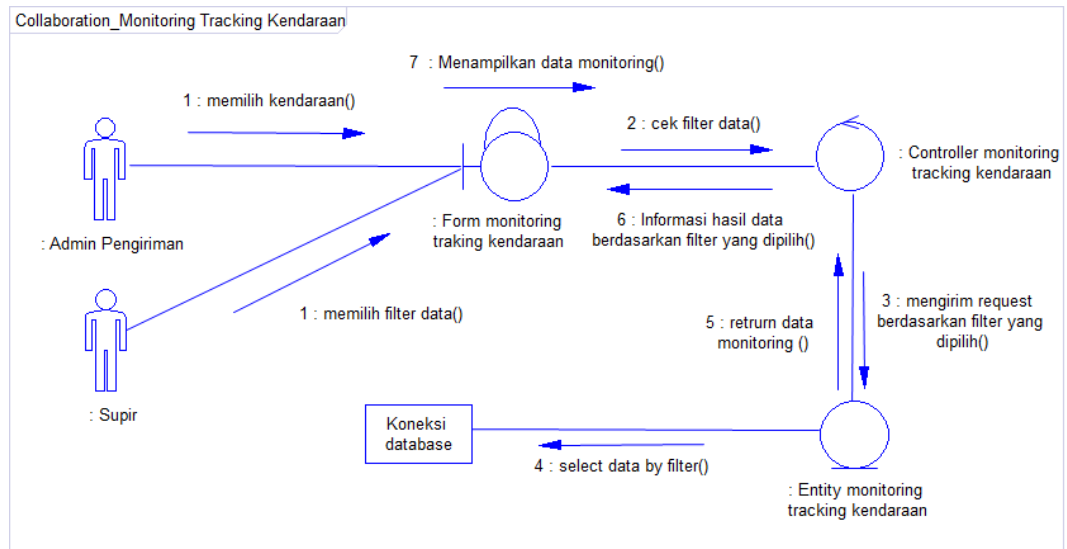 Collaboration_Monitoring Tracking Kendaraan
7 : Menampilkan data monitoring()
1 : memilih kendaraan()
2 : cek filter data()
: Controller monitoring
tracking kendaraan
: Admin Pengiriman
: Form monitoring
traking kendaraan
6 : Informasi hasil data
berdasarkan filter yang dipilih()
1 : memilih filter data()
5 : retrurn data
monitoring ()
3 : mengirim request
berdasarkan filter yang
dipilih()
: Supir
Koneksi
database
4 : select data by filter()
: Entity monitoring
tracking kendaraan